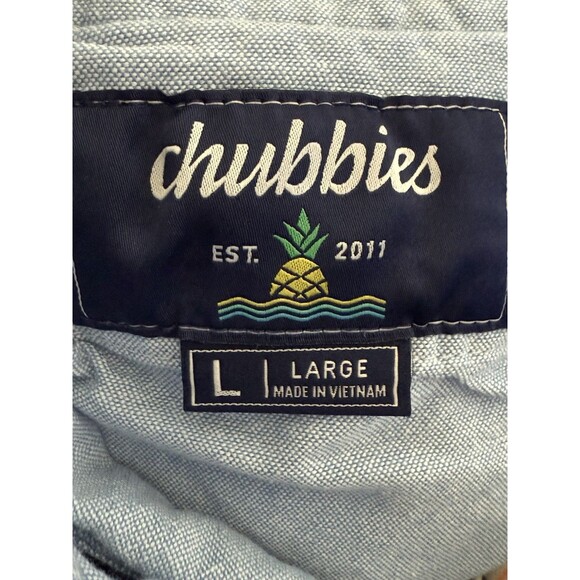 chubbies
EST. 2011
L LARGE
MADE IN VIETNAM